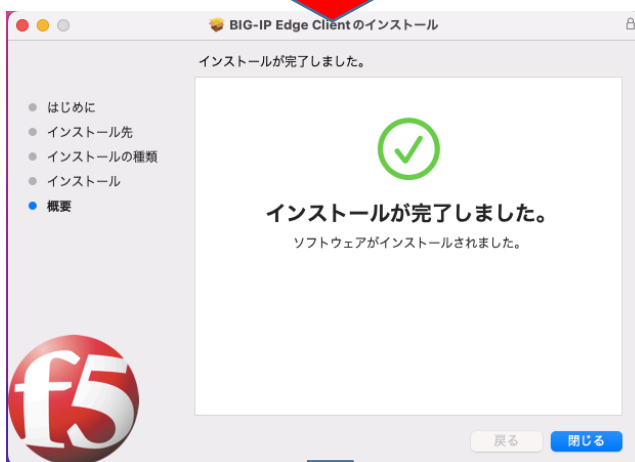 BIG-IP Edge Clientのインストール
インストールが完了しました。
はじめに
インストール先
インストールの種類
インストール
概要
インストールが完了しました。
ソフトウェアがインストールされました。
f5
戻る
閉じる